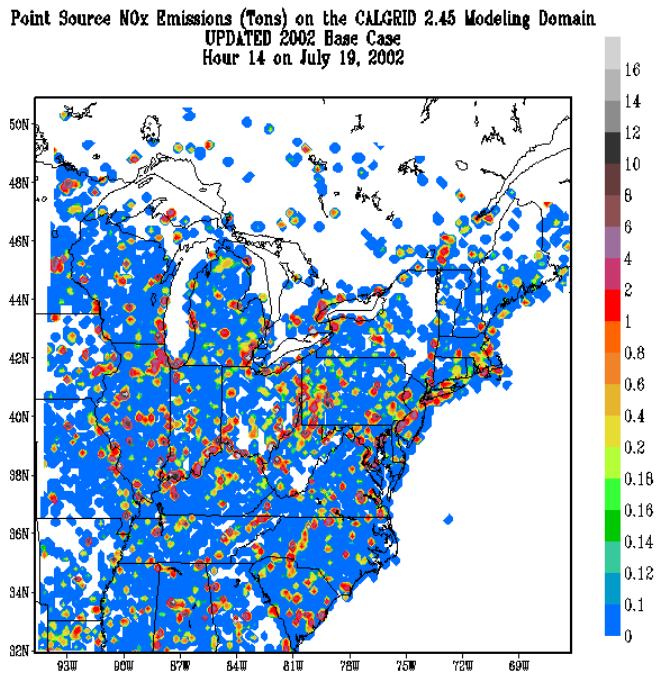 Point Source NOx Emissions (Tons) on the CALGRID 2.45 Modeling Domain
UPDATED 2002 Base Case
Hour 14 on July 19, 2002
50N
48N
46N
44N
42N
40N
38N
36N
34N
32N
93W 90W 87W 84W 81W 78W 75W 72W 69W
16
14
12
10
8
6
4
2
1
0.8
0.6
0.4
0.2
0.18
0.16
0.14
0.12
0.1
0